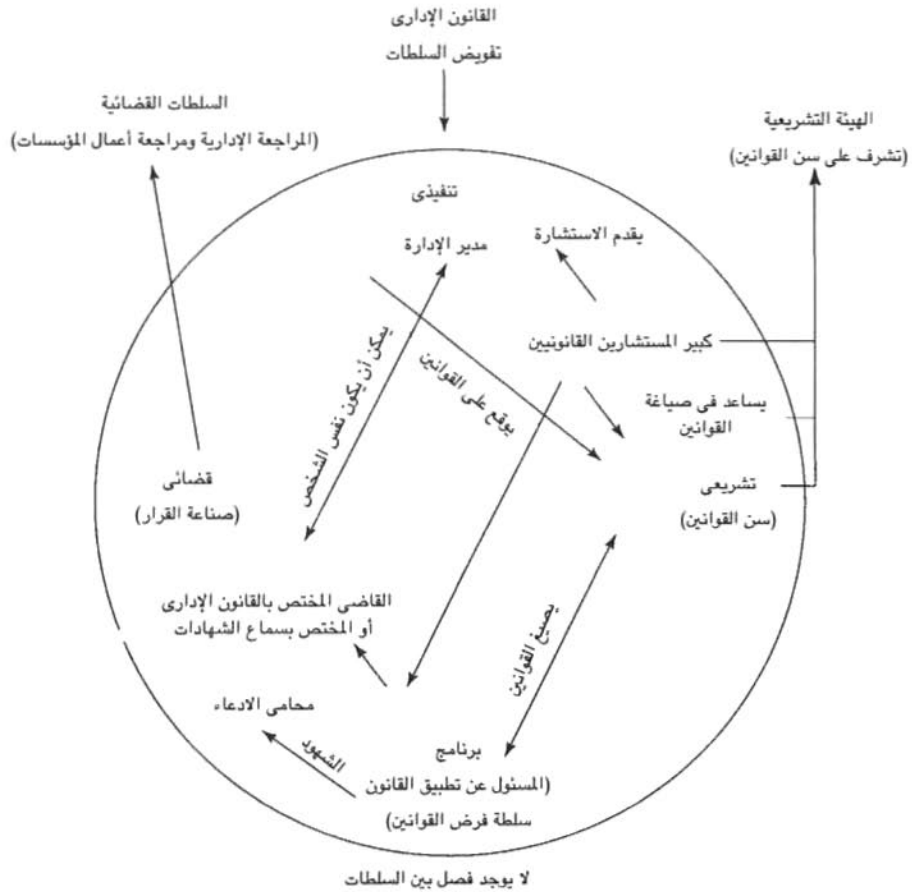 القانون الإدارى
تفويض السلطات
السلطات القضائية
(المراجعة الإدارية ومراجعة أعمال المؤسسات)
الهيئة التشريعية
(تشرف على سن القوانين)
تنفيذى
مدير الإدارة
يقدم الاستشارة
كبير المستشارين القانونيين
يمكن أن يكون نفس الشخص
يوقع على القوانين
يساعد فى صياغة
القوانين
قضائى
(صناعة القرار)
تشريعى
(سن القوانين)
القاضى المختص بالقانون الإدارى
أو المختص بسماع الشهادات
يصيغ القوانين
محامى الادعاء
الشهود
برنامج
(المسئول عن تطبيق القانون
سلطة فرض القوانين)
لا يوجد فصل بين السلطات